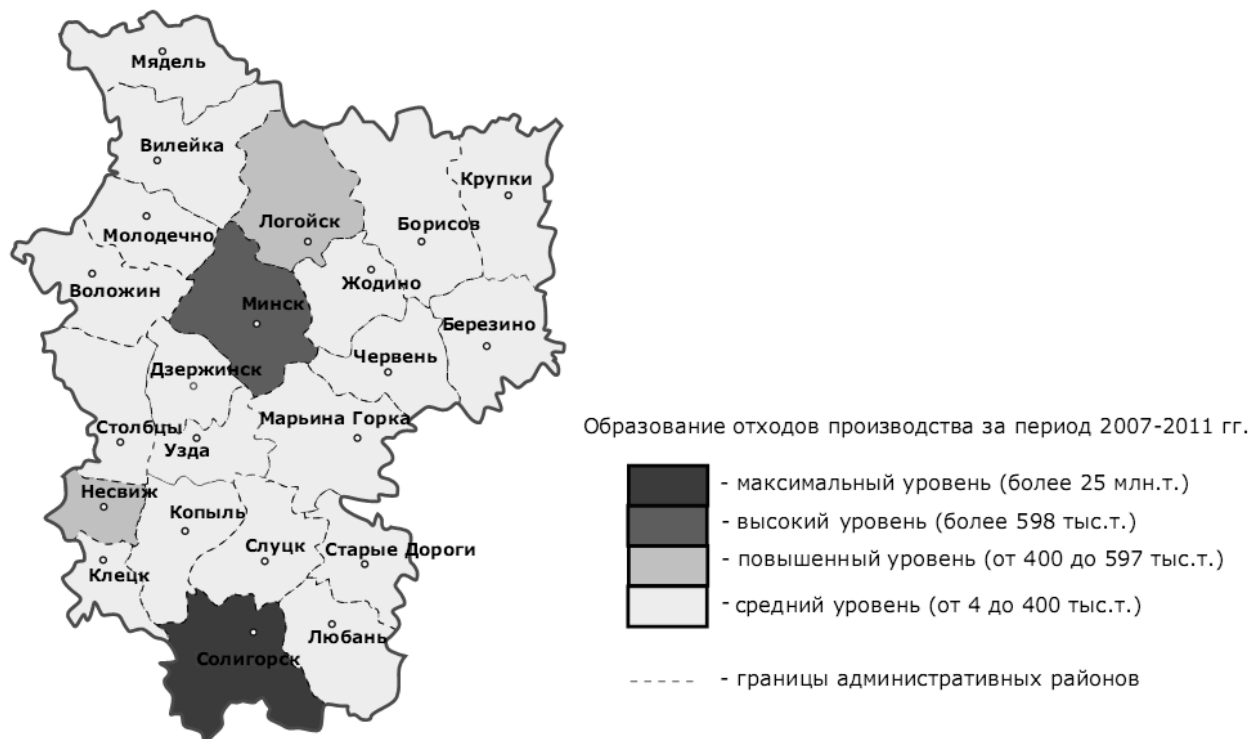 Мядель
Вилейка
Крупки
Логойск
Борисов
Молодечно
Жодино
Воложин
Минск
Березино
Червень
Дзержинск
Марьина Горка
Столбцы
Узда
Несвиж
Копыль
Слуцк
Старые Дороги
Клецк
Любань
Солигорск
Образование отходов производства за период 2007-2011 гг.
- максимальный уровень (более 25 млн.т.)
- высокий уровень (более 598 тыс.т.)
- повышенный уровень (от 400 до 597 тыс.т.)
- средний уровень (от 4 до 400 тыс.т.)
- границы административных районов